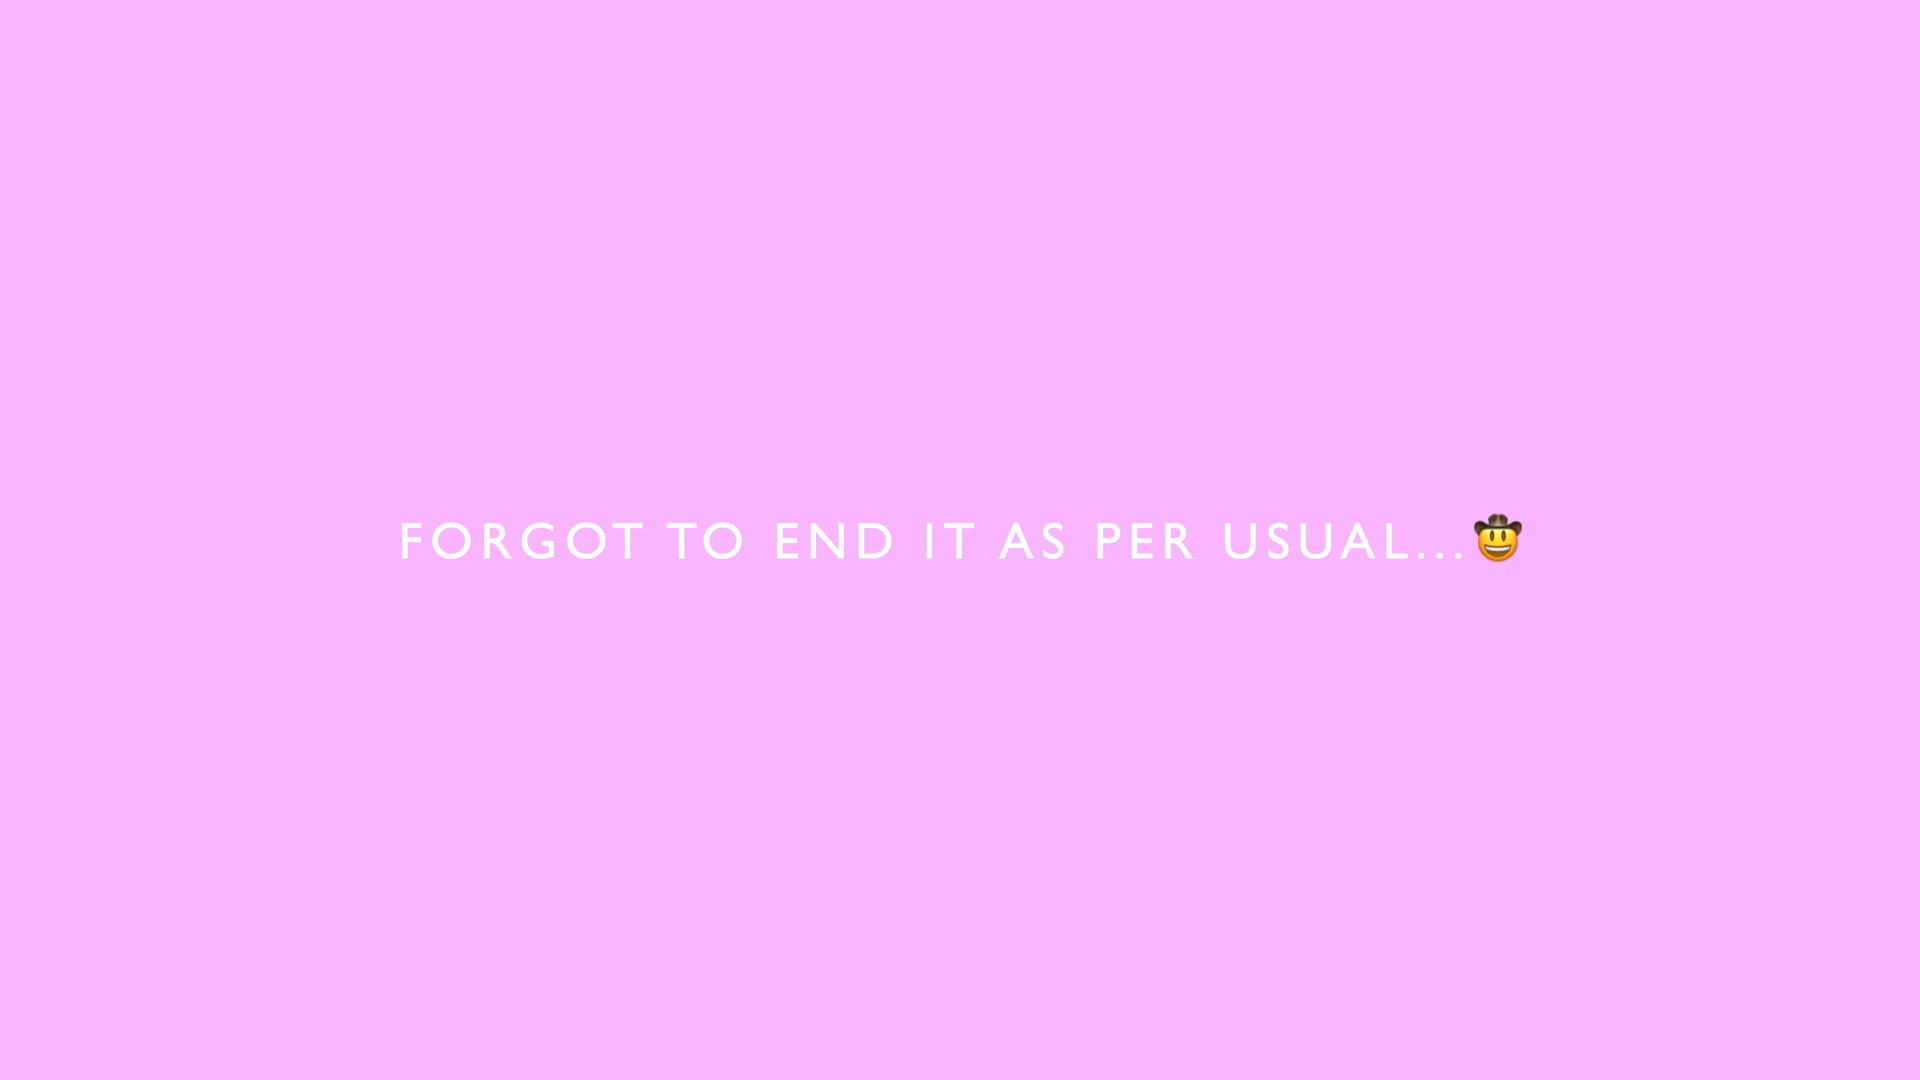 FORGOT TO END IT AS PER USUAL...🤠